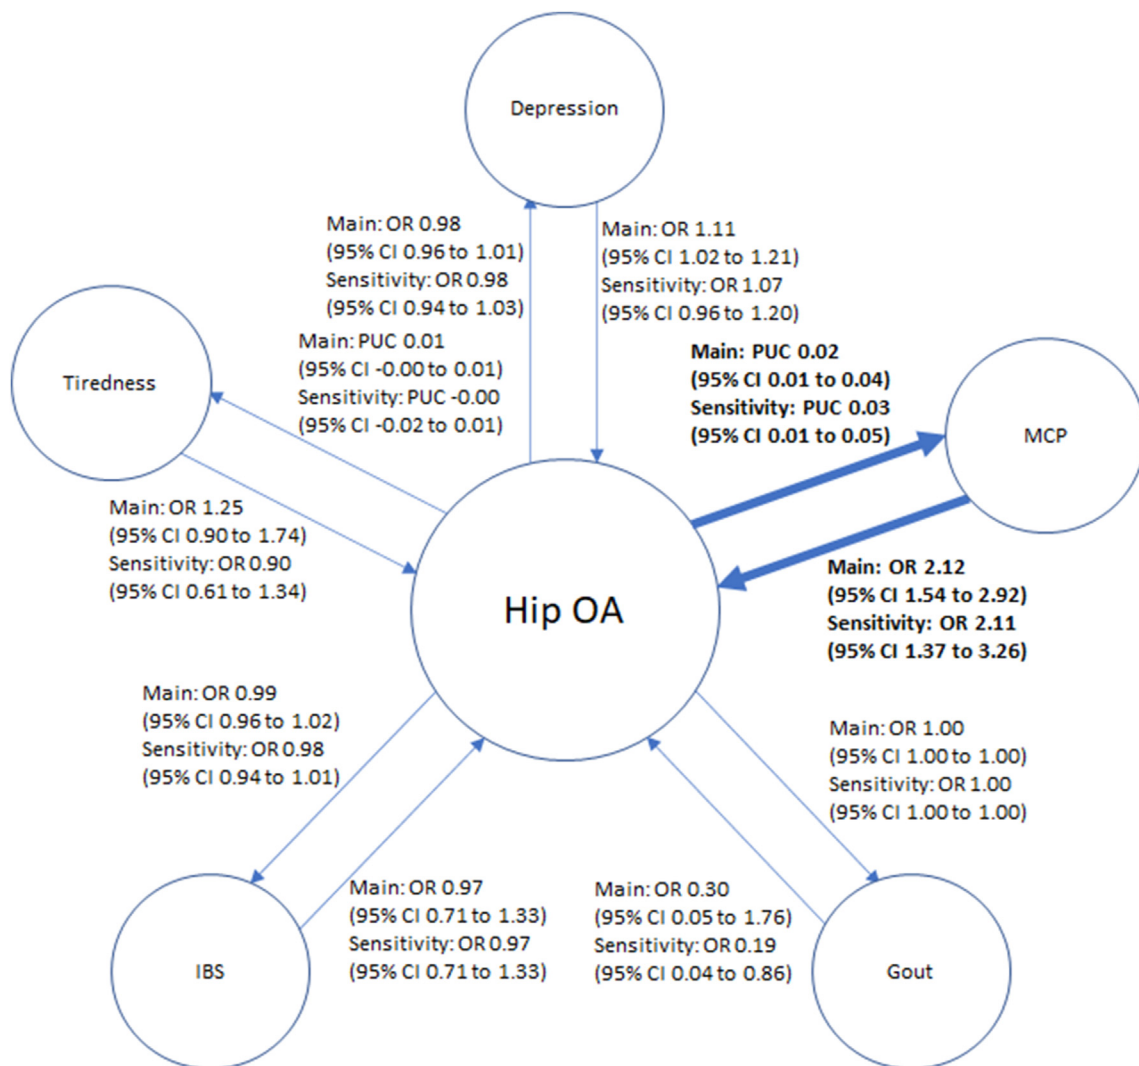 Depression
Main: OR 0.98
(95% CI 0.96 to 1.01)
Sensitivity: OR 0.98
(95% CI 0.94 to 1.03)
Main: OR 1.11
(95% CI 1.02 to 1.21)
Sensitivity: OR 1.07
(95% CI 0.96 to 1.20)
Tiredness
Main: PUC 0.01
(95% CI -0.00 to 0.01)
Sensitivity: PUC -0.00
(95% CI -0.02 to 0.01)
Main: PUC 0.02
(95% CI 0.01 to 0.04)
Sensitivity: PUC 0.03
(95% CI 0.01 to 0.05)
MCP
Main: OR 1.25
(95% CI 0.90 to 1.74)
Sensitivity: OR 0.90
(95% CI 0.61 to 1.34)
Hip OA
Main: OR 2.12
(95% CI 1.54 to 2.92)
Sensitivity: OR 2.11
(95% CI 1.37 to 3.26)
Main: OR 0.99
(95% CI 0.96 to 1.02)
Sensitivity: OR 0.98
(95% CI 0.94 to 1.01)
Main: OR 1.00
(95% CI 1.00 to 1.00)
Sensitivity: OR 1.00
(95% CI 1.00 to 1.00)
Main: OR 0.97
(95% CI 0.71 to 1.33)
Sensitivity: OR 0.97
(95% CI 0.71 to 1.33)
Main: OR 0.30
(95% CI 0.05 to 1.76)
Sensitivity: OR 0.19
(95% CI 0.04 to 0.86)
IBS
Gout